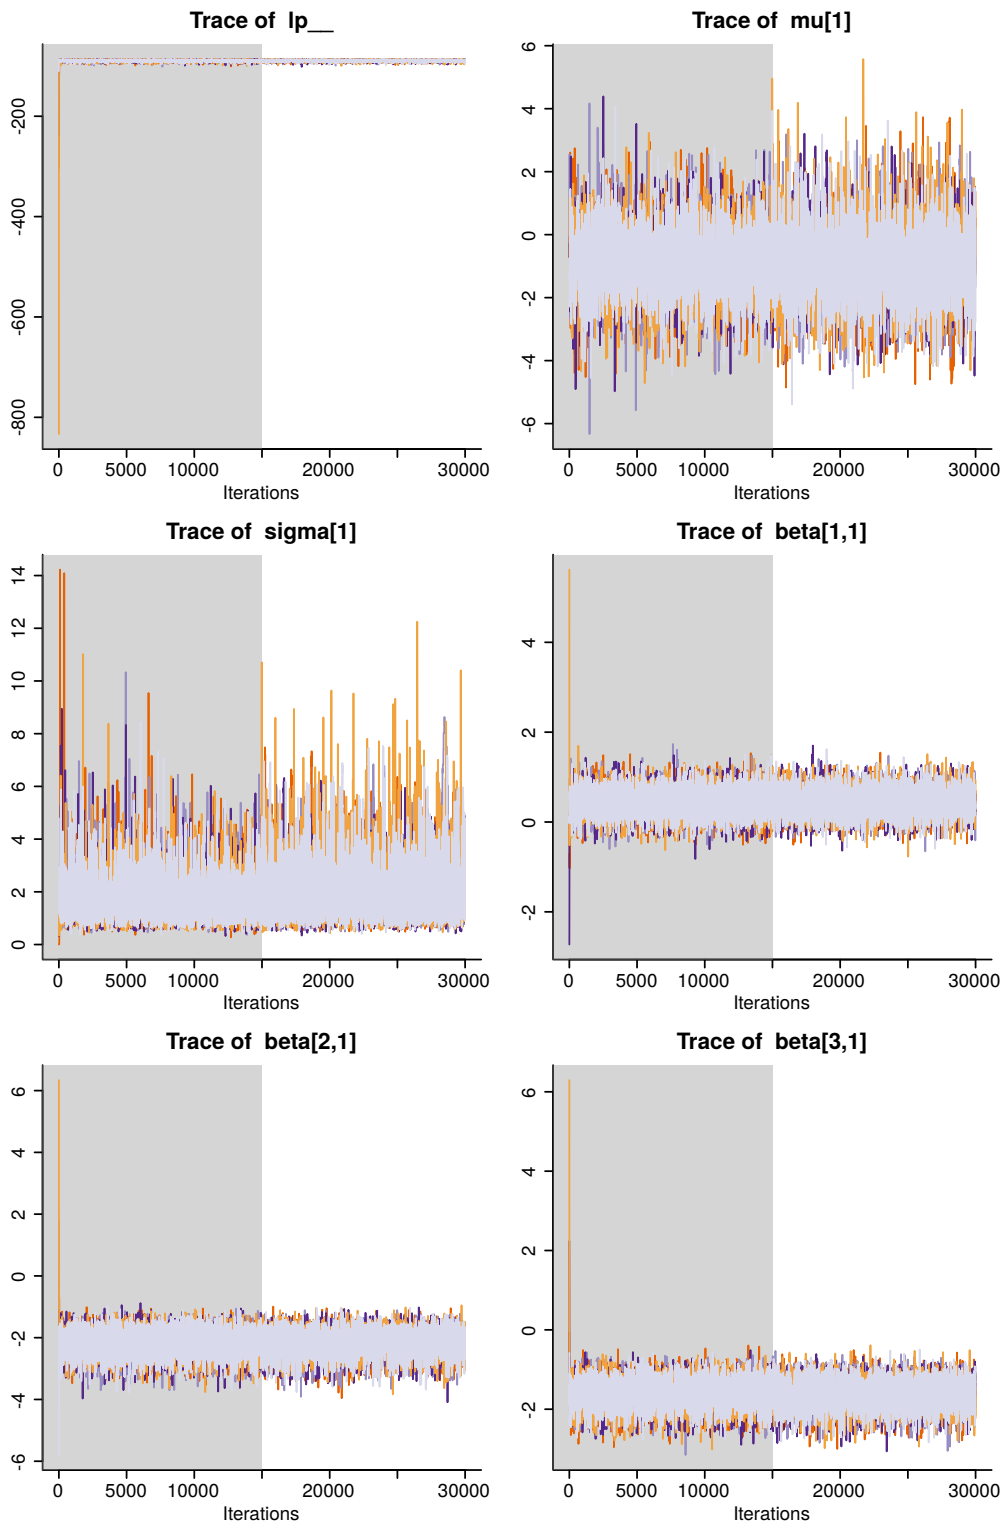 Trace of lp__
-800 -600 -400 -200
0 5000 10000 20000 30000
Iterations
Trace of mu[1]
-6 -4 -2 0 2 4 6
0 5000 10000 20000 30000
Iterations
Trace of sigma[1]
0 2 4 6 8 10 12 14
0 5000 10000 20000 30000
Iterations
Trace of beta[1,1]
-2 0 2 4
0 5000 10000 20000 30000
Iterations
Trace of beta[2,1]
-6 -4 -2 0 2 4 6
0 5000 10000 20000 30000
Iterations
Trace of beta[3,1]
-2 0 2 4 6
0 5000 10000 20000 30000
Iterations